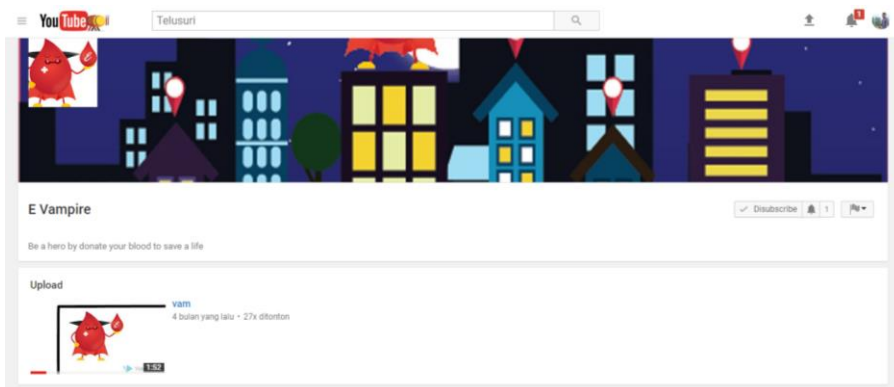 YouTube
Telusuri
1
E Vampire
Disubscribe 1
Be a hero by donate your blood to save a life
Upload
vam
4 bulan yang lalu • 27x ditonton
1:52